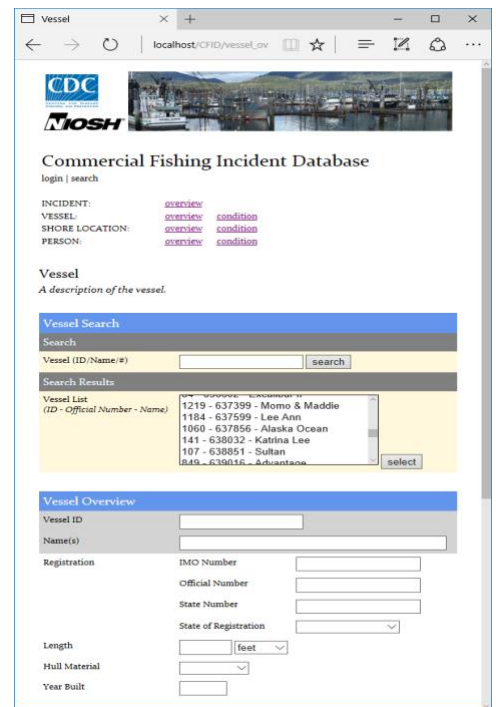 Vessel
localhost/CFID/vessel_ov
CDC
NIOSH
Commercial Fishing Incident Database
login | search
INCIDENT: overview
VESSEL: overview condition
SHORE LOCATION: overview condition
PERSON: overview condition
Vessel
A description of the vessel.
Vessel Search
Search
Vessel (ID/Name/#) search
Search Results
Vessel List
(ID - Official Number - Name)
1219 - 637399 - Momo & Maddie
1184 - 637599 - Lee Ann
1060 - 637856 - Alaska Ocean
141 - 638032 - Katrina Lee
107 - 638851 - Sultan
849 - 639016 - Advantage
select
Vessel Overview
Vessel ID
Name(s)
Registration IMO Number
Official Number
State Number
State of Registration
Length feet
Hull Material
Year Built